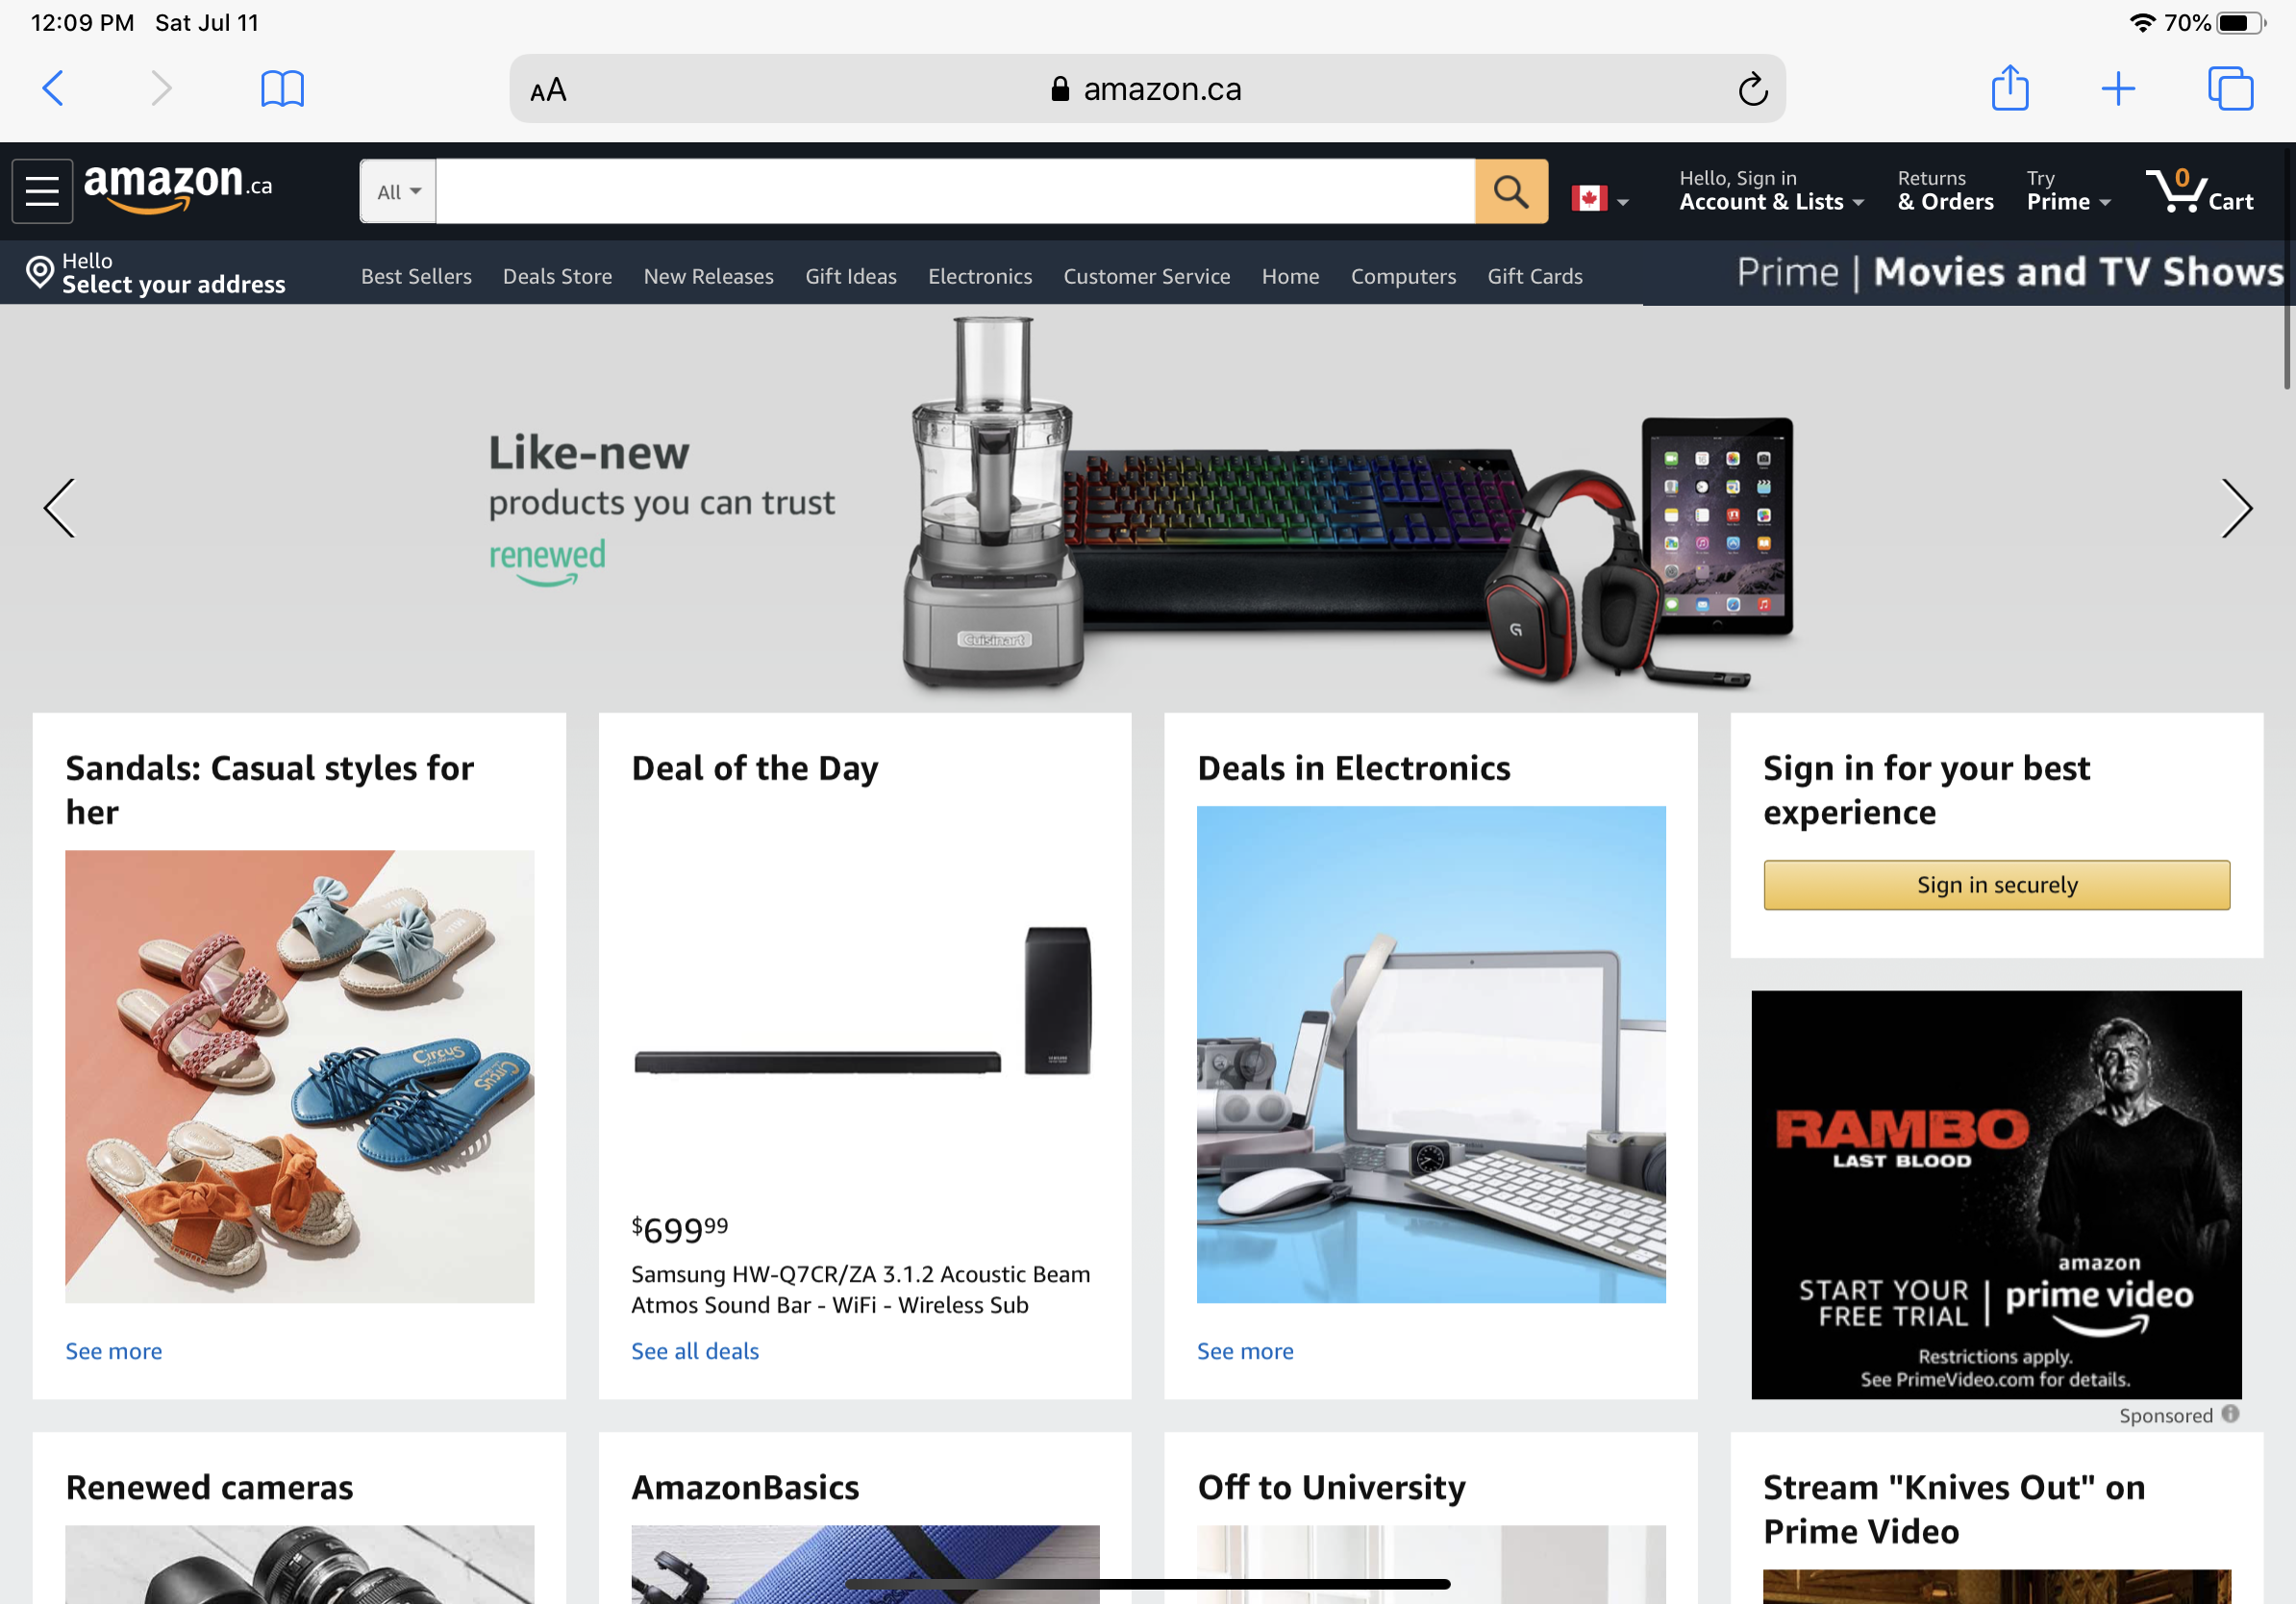 12:09 PM Sat Jul 11
70%
AA
amazon.ca
amazon.ca
All
Hello, Sign in
Account & Lists
Returns
& Orders
Try
Prime
0
Cart
Hello
Select your address
Best Sellers
Deals Store
New Releases
Gift Ideas
Electronics
Customer Service
Home
Computers
Gift Cards
Prime | Movies and TV Shows
Like-new
products you can trust
renewed
Cuisinart
G
Sandals: Casual styles for
her
Circus
Circus
See more
Deal of the Day
SAMSUNG
$699 99
Samsung HW-Q7CR/ZA 3.1.2 Acoustic Beam
Atmos Sound Bar - WiFi - Wireless Sub
See all deals
Deals in Electronics
See more
Sign in for your best
experience
Sign in securely
RAMBO
LAST BLOOD
START YOUR
FREE TRIAL
amazon
prime video
Restrictions apply.
See PrimeVideo.com for details.
Sponsored
Renewed cameras
AmazonBasics
Off to University
Stream "Knives Out" on
Prime Video